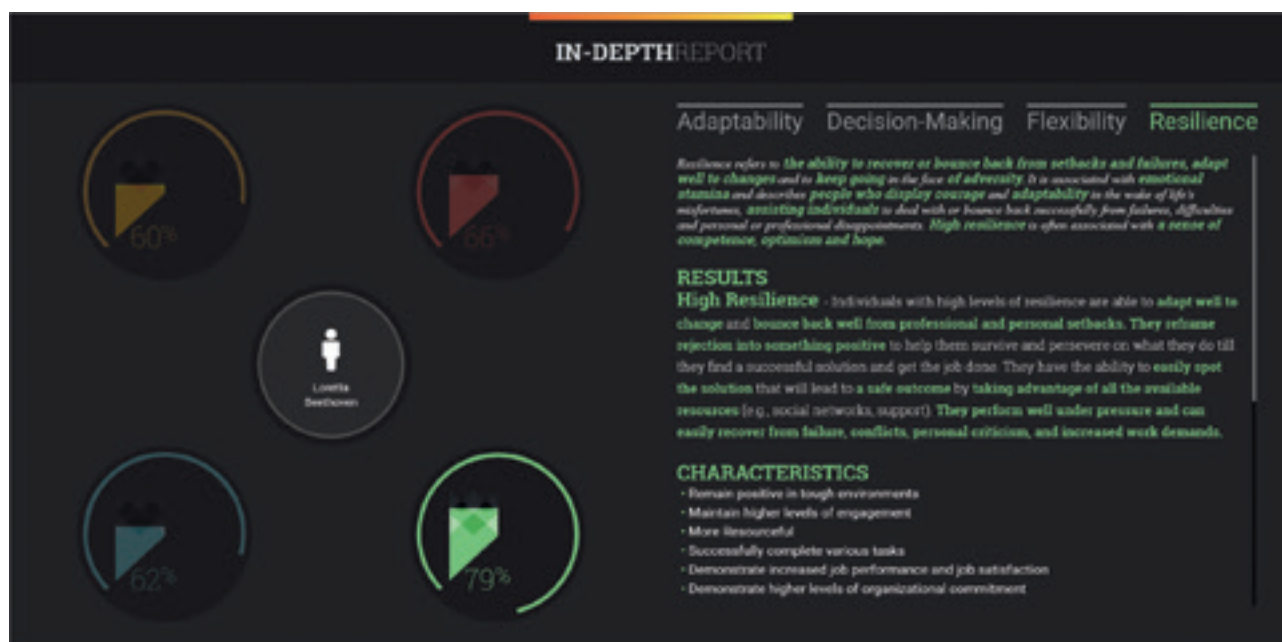 IN-DEPTHREPORT
60%
66%
Loretta
Beethoven
62%
79%
Adaptability Decision-Making Flexibility Resilience
Resilience refers to the ability to recover or bounce back from setbacks and failures, adapt
well to changes and to keep going in the face of adversity. It is associated with emotional
stamina and describes people who display courage and adaptability in the wake of life's
misfortunes, assisting individuals to deal with or bounce back successfully from failures, difficulties
and personal or professional disappointments. High resilience is often associated with a sense of
competence, optimism and hope.
RESULTS
High Resilience - Individuals with high levels of resilience are able to adapt well to
change and bounce back well from professional and personal setbacks. They reframe
rejection into something positive to help them survive and persevere on what they do till
they find a successful solution and get the job done. They have the ability to easily spot
the solution that will lead to a safe outcome by taking advantage of all the available
resources (e.g., social networks, support). They perform well under pressure and can
easily recover from failure, conflicts, personal criticism, and increased work demands.
CHARACTERISTICS
• Remain positive in tough environments
• Maintain higher levels of engagement
• More Resourceful
• Successfully complete various tasks
• Demonstrate increased job performance and job satisfaction
• Demonstrate higher levels of organizational commitment